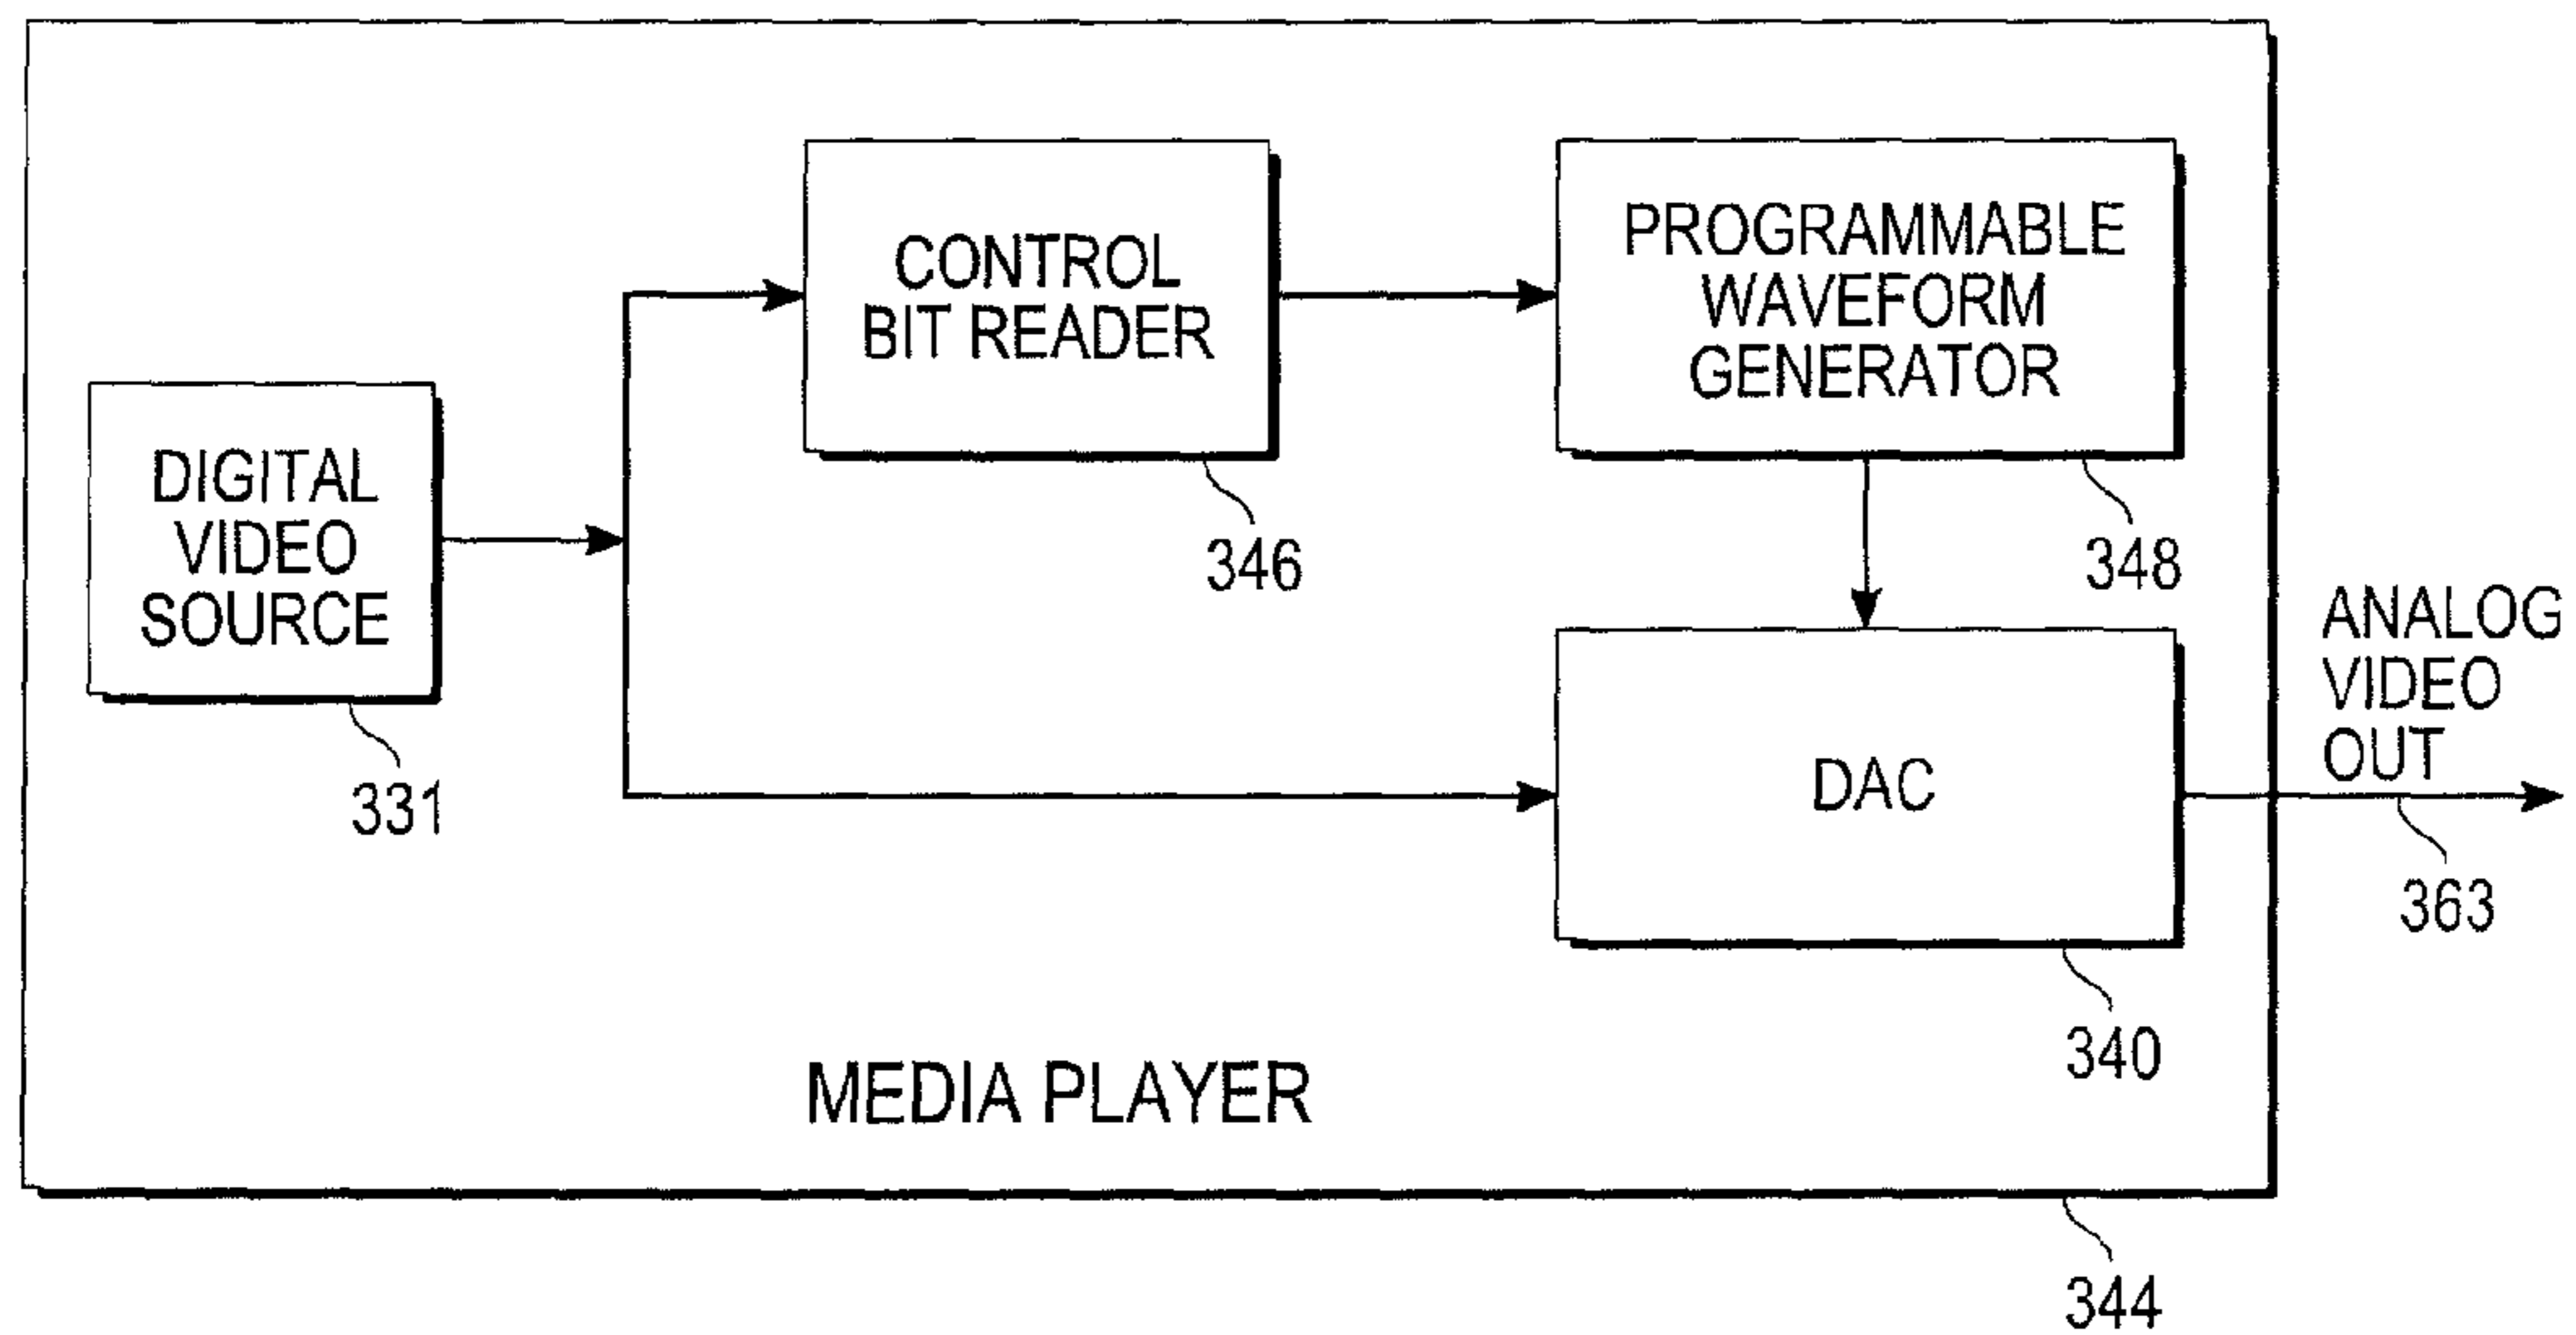 DIGITAL
VIDEO
SOURCE
331
CONTROL
BIT READER
346
PROGRAMMABLE
WAVEFORM
GENERATOR
348
DAC
340
ANALOG
VIDEO
OUT
363
MEDIA PLAYER
344